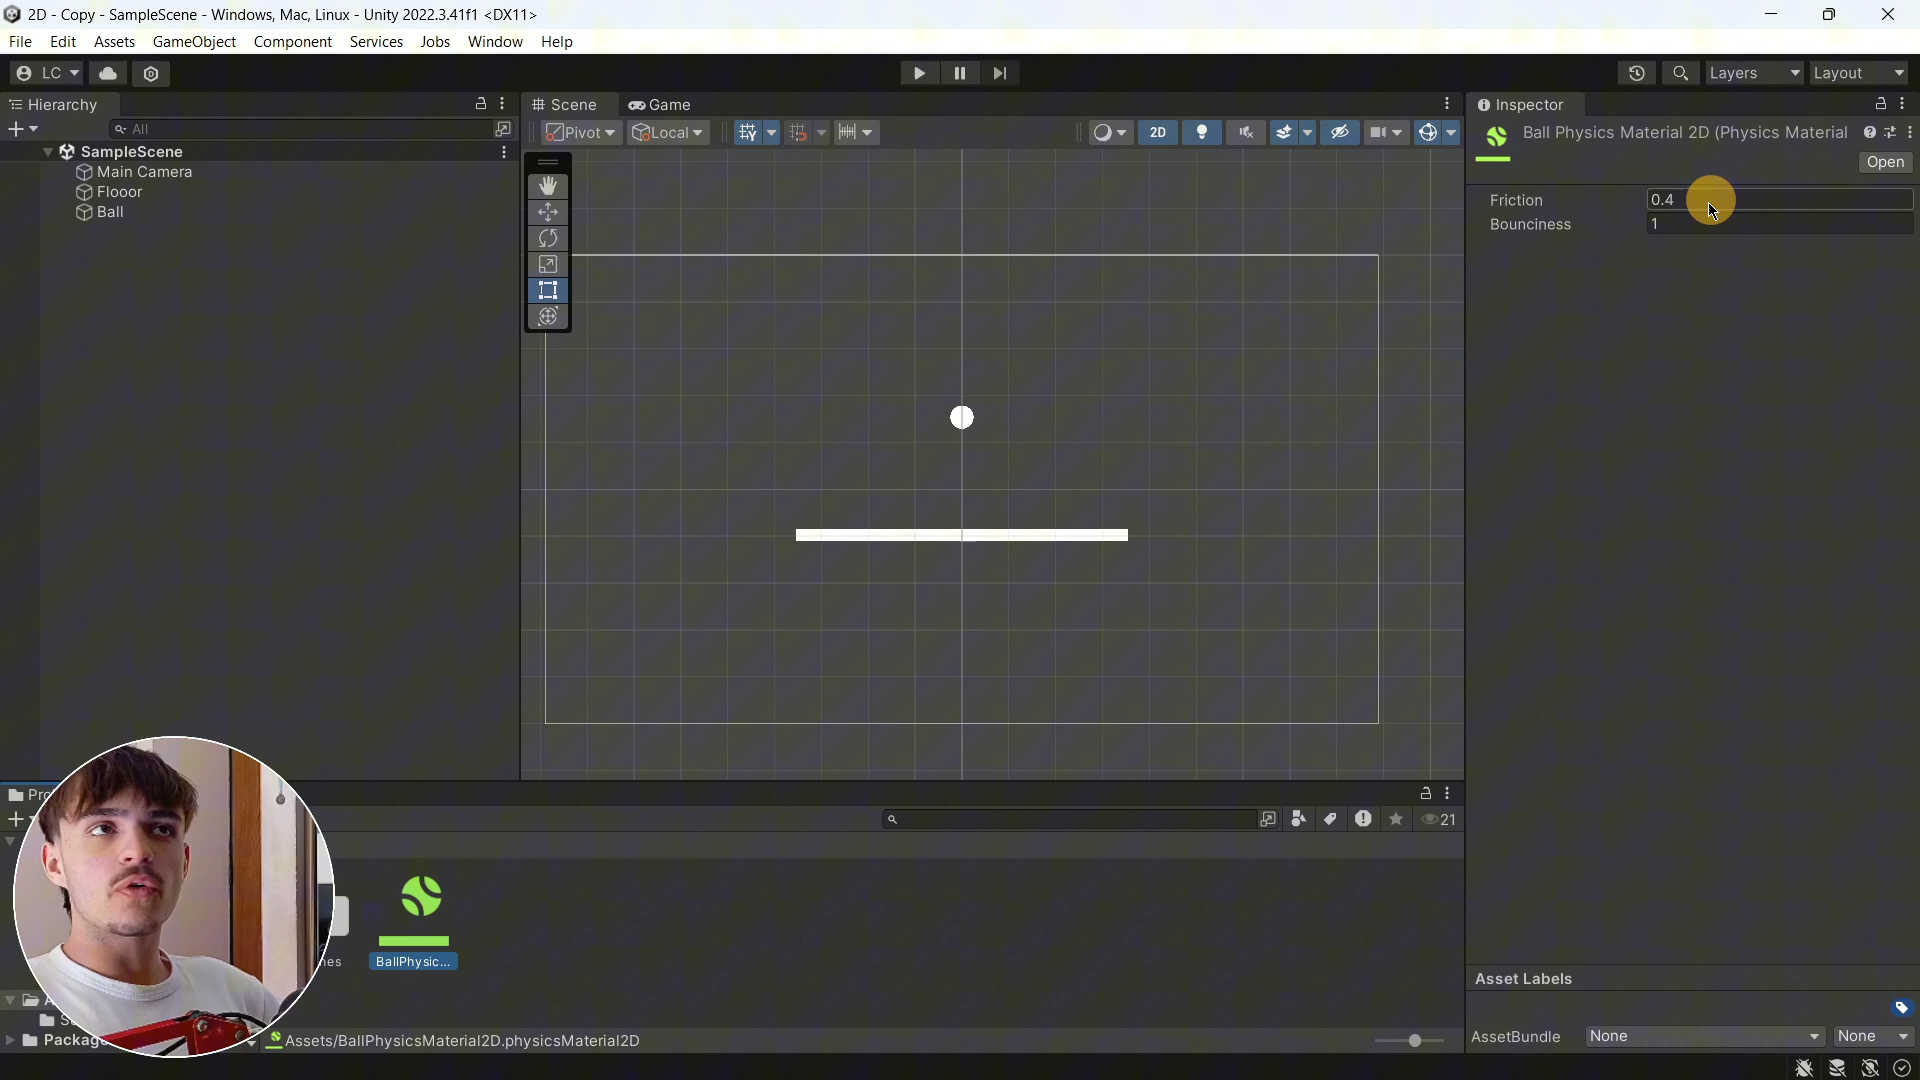 2D - Copy - SampleScene - Windows, Mac, Linux - Unity 2022.3.41f1 <DX11>
File Edit Assets GameObject Component Services Jobs Window Help
LC
Layers
Layout
Hierarchy
All
SampleScene
Main Camera
Flooor
Ball
Scene
Game
Pivot
Local
2D
Inspector
Ball Physics Material 2D (Physics Material
Open
Friction 0.4
Bounciness 1
21
BallPhysic...
Assets/BallPhysicsMaterial2D.physicsMaterial2D
Asset Labels
AssetBundle None None